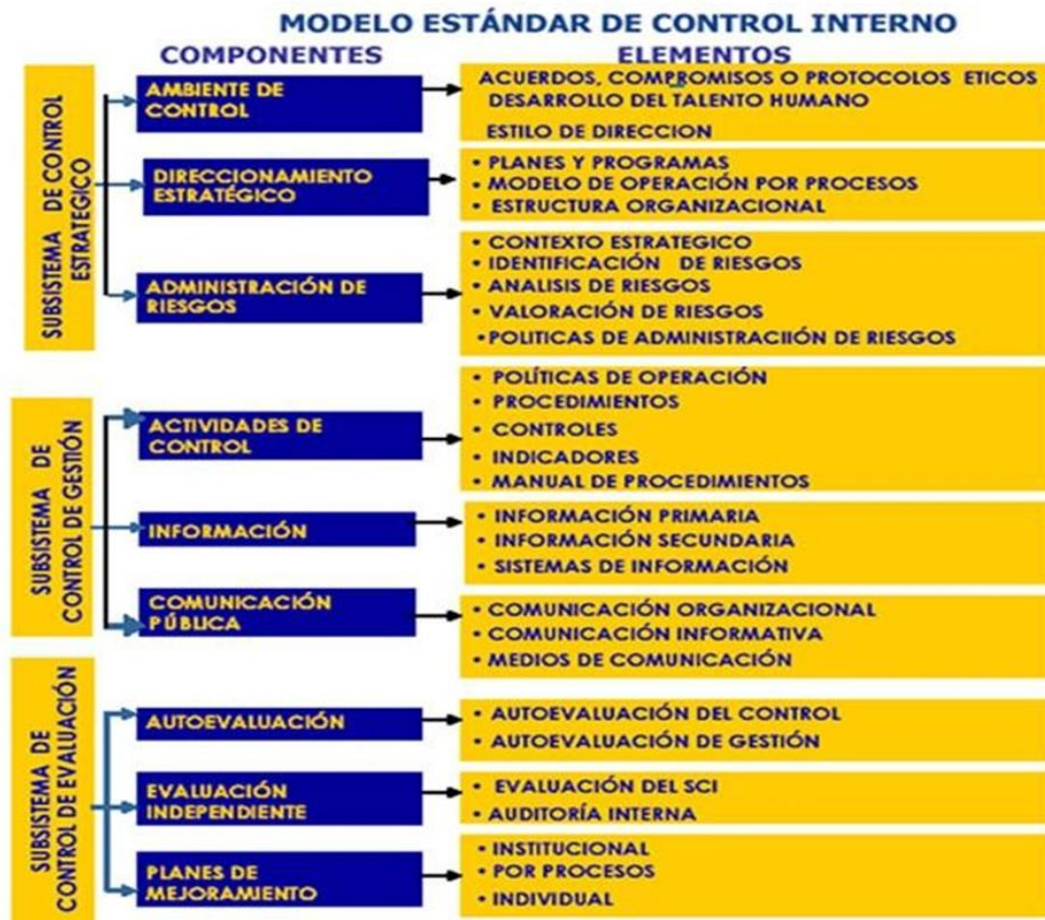 MODELO ESTÁNDAR DE CONTROL INTERNO
COMPONENTES
ELEMENTOS
SUBSISTEMA DE CONTROL
ESTRATEGICO
AMBIENTE DE
CONTROL
ACUERDOS, COMPROMISOS O PROTOCOLOS ETICOS
DESARROLLO DEL TALENTO HUMANO
ESTILO DE DIRECCION
DIRECCIONAMIENTO
ESTRATÉGICO
• PLANES Y PROGRAMAS
• MODELO DE OPERACIÓN POR PROCESOS
• ESTRUCTURA ORGANIZACIONAL
ADMINISTRACIÓN DE
RIESGOS
• CONTEXTO ESTRATEGICO
• IDENTIFICACIÓN DE RIESGOS
• ANALISIS DE RIESGOS
• VALORACIÓN DE RIESGOS
•POLITICAS DE ADMINISTRACIIÓN DE RIESGOS
SUBSISTEMA DE
CONTROL DE GESTIÓN
ACTIVIDADES DE
CONTROL
• POLÍTICAS DE OPERACIÓN
• PROCEDIMIENTOS
• CONTROLES
• INDICADORES
• MANUAL DE PROCEDIMIENTOS
INFORMACIÓN
• INFORMACIÓN PRIMARIA
• INFORMACIÓN SECUNDARIA
• SISTEMAS DE INFORMACIÓN
COMUNICACIÓN
PÚBLICA
• COMUNICACIÓN ORGANIZACIONAL
• COMUNICACIÓN INFORMATIVA
• MEDIOS DE COMUNICACIÓN
SUBSISTEMA DE
CONTROL DE EVALUACIÓN
AUTOEVALUACIÓN
• AUTOEVALUACIÓN DEL CONTROL
• AUTOEVALUACIÓN DE GESTIÓN
EVALUACIÓN
INDEPENDIENTE
• EVALUACIÓN DEL SCI
• AUDITORÍA INTERNA
PLANES DE
MEJORAMIENTO
• INSTITUCIONAL
• POR PROCESOS
• INDIVIDUAL